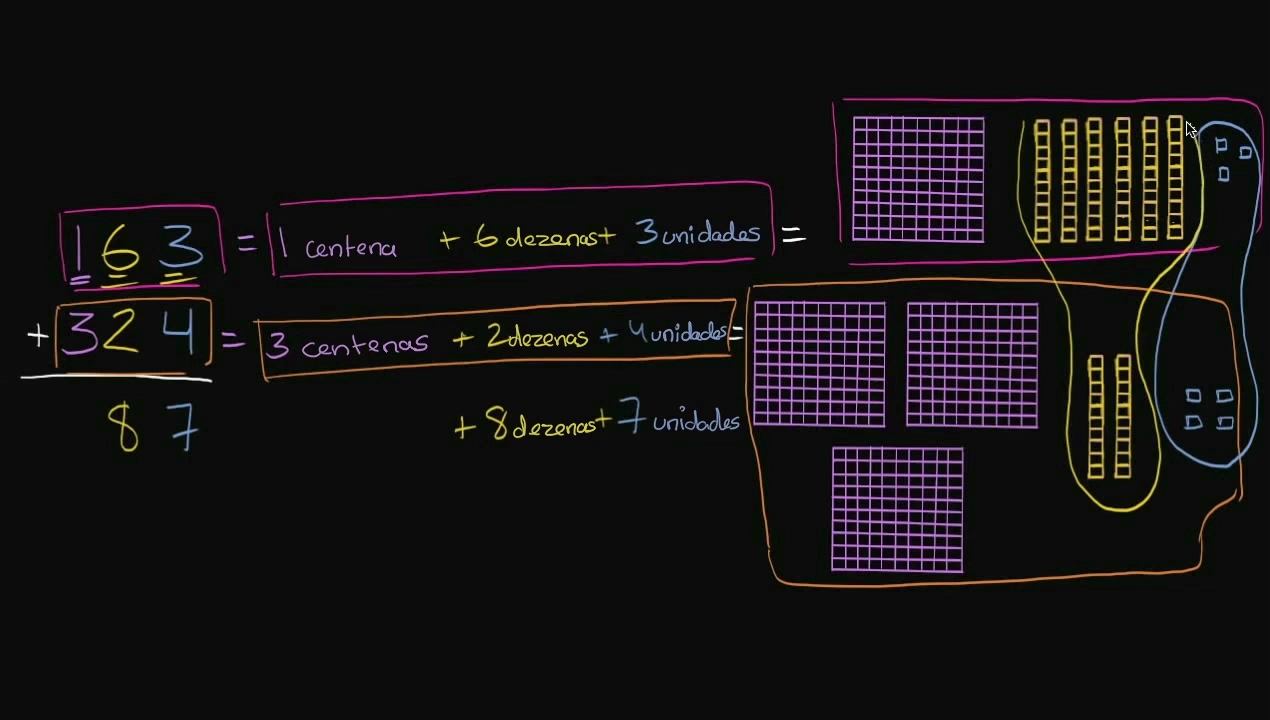 163 = 1 centena + 6 dezenas + 3 unidades =
+ 324 = 3 centenas + 2 dezenas + 4 unidades =
87 + 8 dezenas + 7 unidades